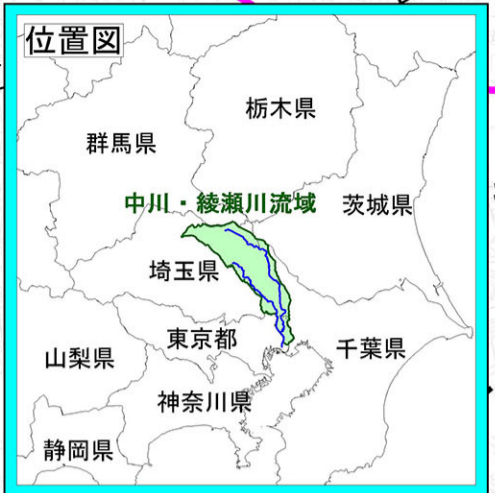 位置図
栃木県
群馬県
中川・綾瀬川流域
茨城県
埼玉県
東京都
千葉県
山梨県
神奈川県
静岡県